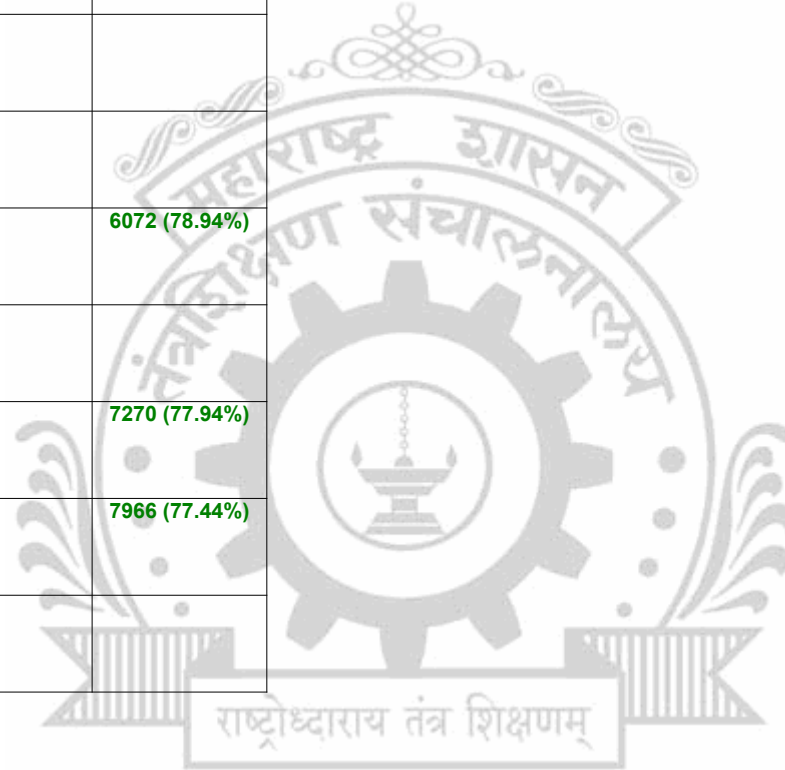 महाराष्ट्र शासन
तंत्रशिक्षण संचालनालय
6072 (78.94%)
7270 (77.94%)
7966 (77.44%)
राष्ट्रोध्दाराय तंत्र शिक्षणम्